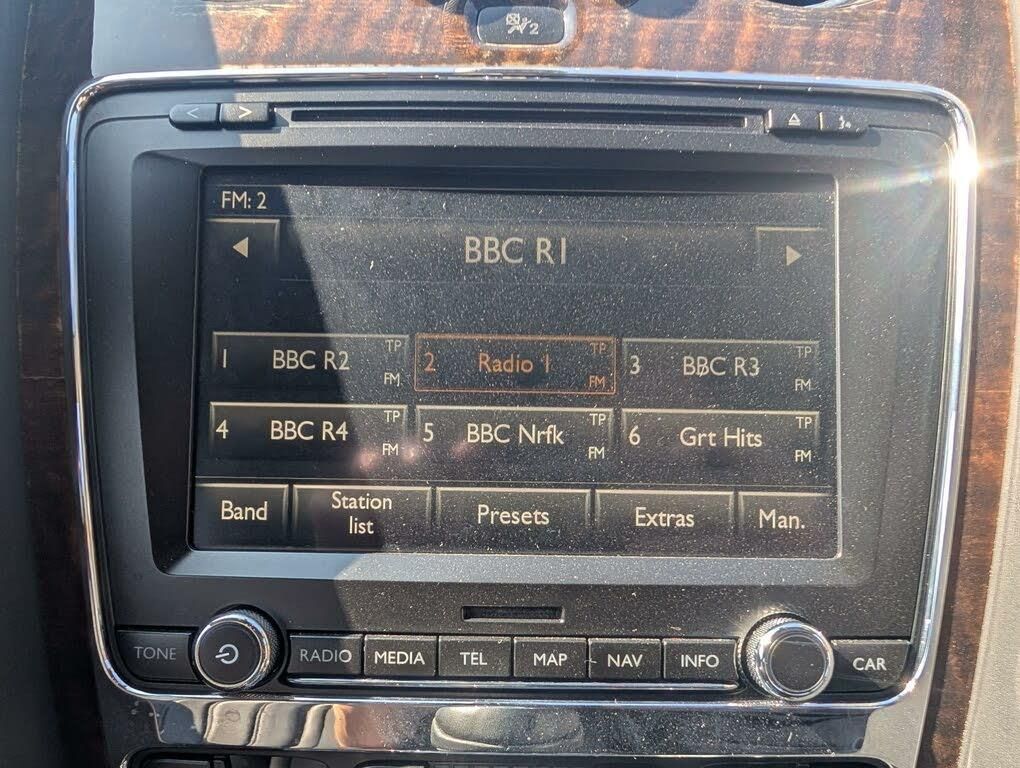 2
FM: 2
BBC R1
1 BBC R2 TP FM
2 Radio 1 TP FM
3 BBC R3 TP FM
4 BBC R4 TP FM
5 BBC Nrfk TP FM
6 Grt Hits TP FM
Band
Station
list
Presets
Extras
Man.
TONE
RADIO
MEDIA
TEL
MAP
NAV
INFO
CAR